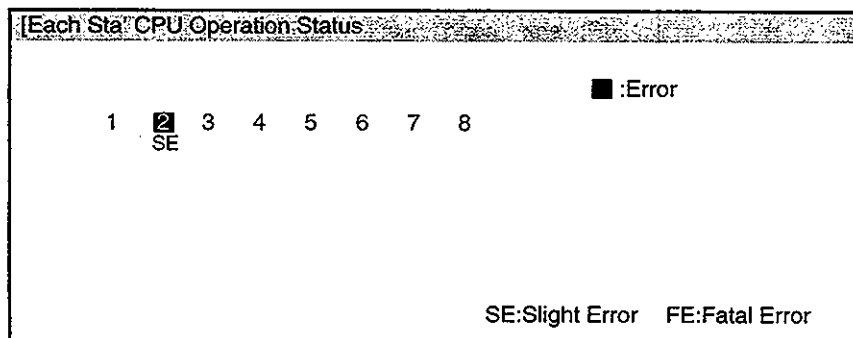 [Each Sta' CPU Operation Status
■ :Error
1 2 3 4 5 6 7 8
SE
SE:Slight Error FE:Fatal Error